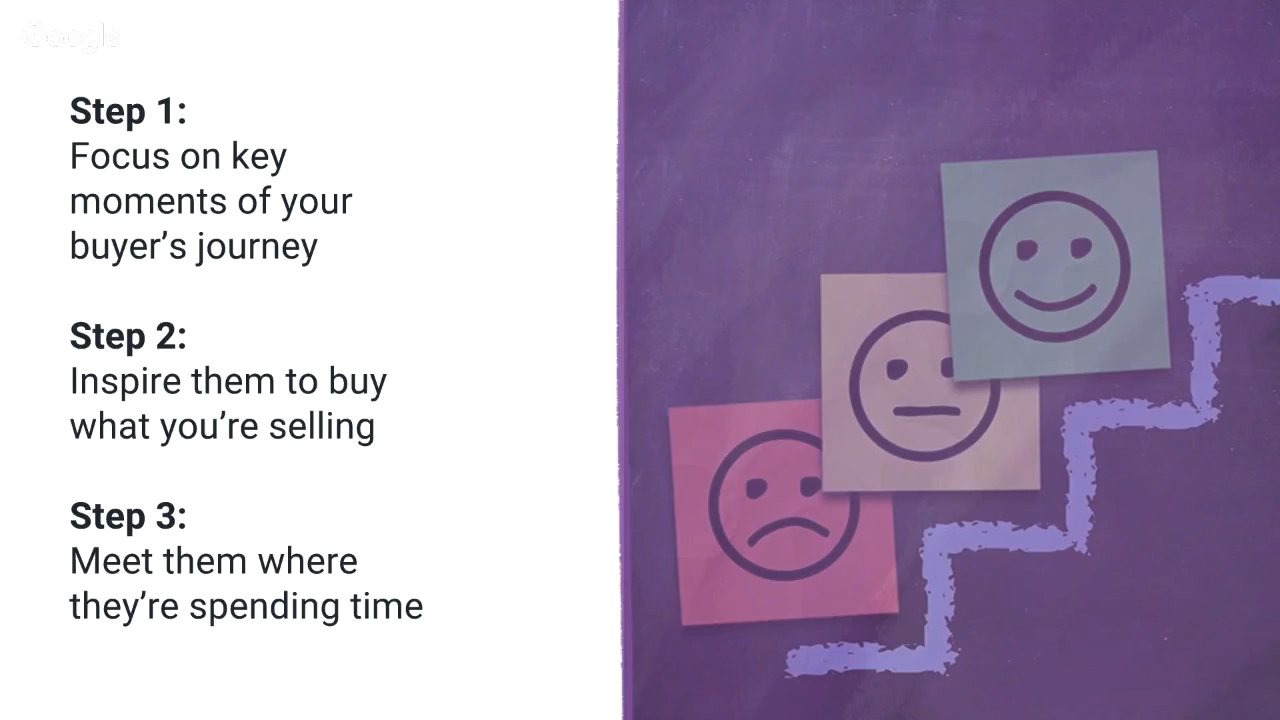 Google
Step 1:
Focus on key
moments of your
buyer’s journey
Step 2:
Inspire them to buy
what you’re selling
Step 3:
Meet them where
they’re spending time